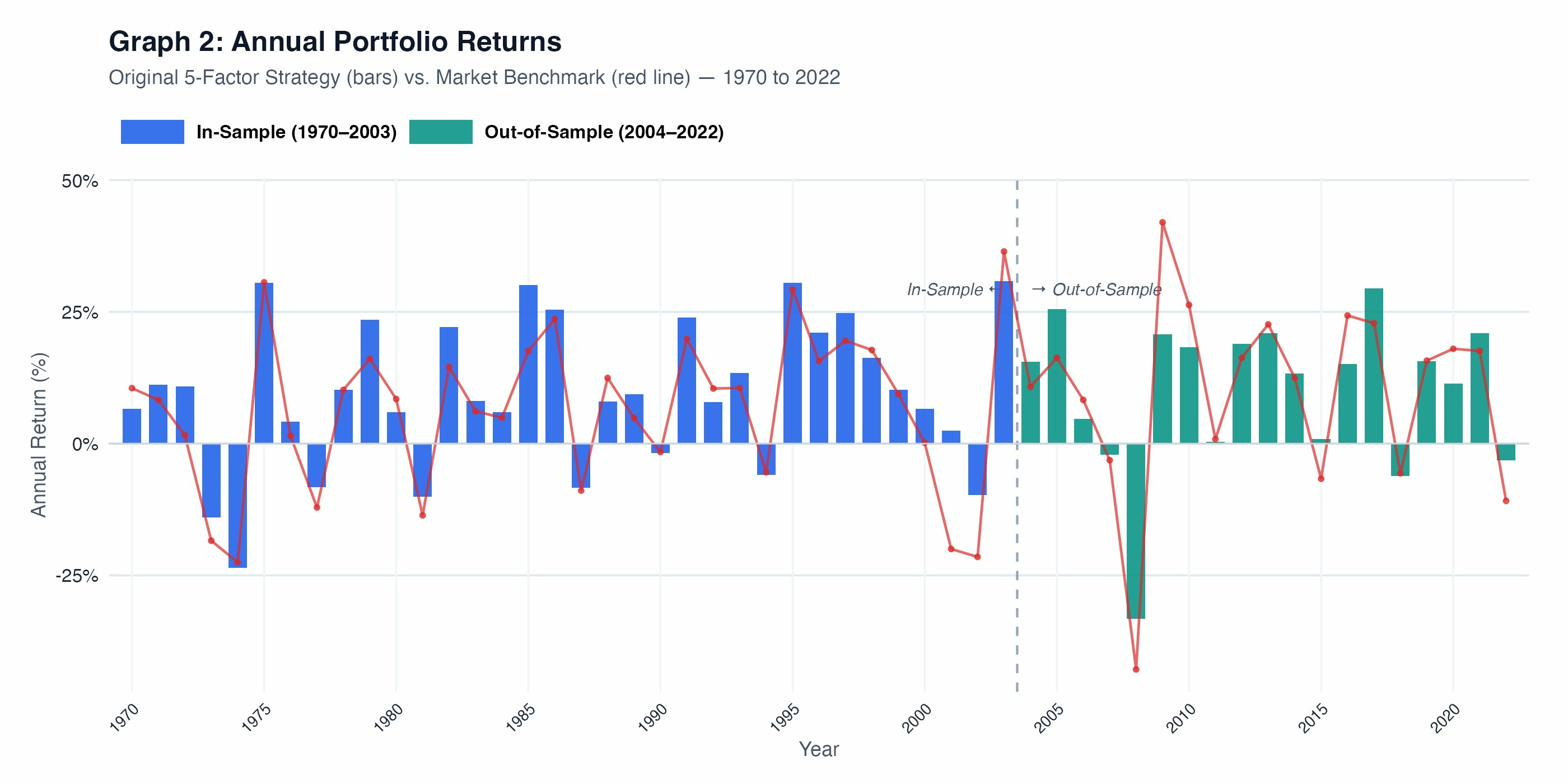 Graph 2: Annual Portfolio Returns
Original 5-Factor Strategy (bars) vs. Market Benchmark (red line) — 1970 to 2022
In-Sample (1970–2003) Out-of-Sample (2004–2022)
50%
25%
0%
-25%
Annual Return (%)
In-Sample ← → Out-of-Sample
1970 1975 1980 1985 1990 1995 2000 2005 2010 2015 2020
Year